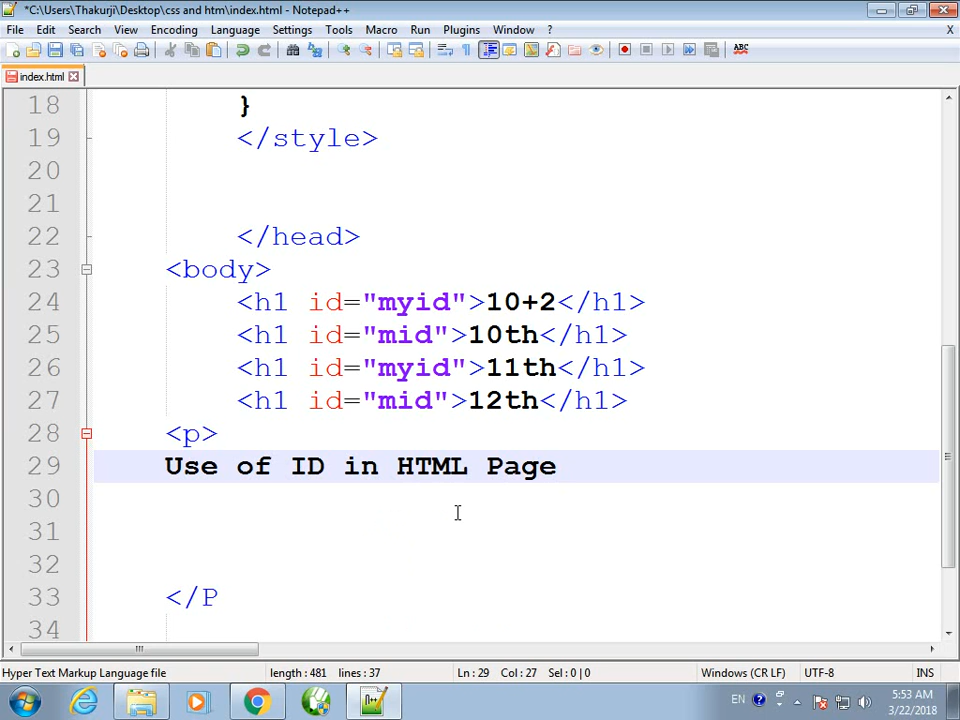 *C:\Users\Thakurji\Desktop\css and htm\index.html - Notepad++
File Edit Search View Encoding Language Settings Tools Macro Run Plugins Window ? X
ABC
index.html
18 }
19 </style>
20
21
22 </head>
23 <body>
24 <h1 id="myid">10+2</h1>
25 <h1 id="mid">10th</h1>
26 <h1 id="myid">11th</h1>
27 <h1 id="mid">12th</h1>
28 <p>
29 Use of ID in HTML Page
30
31
32
33 </P
34
Hyper Text Markup Language file length : 481 lines : 37 Ln : 29 Col : 27 Sel : 0 | 0 Windows (CR LF) UTF-8 INS
EN 5:53 AM
3/22/2018